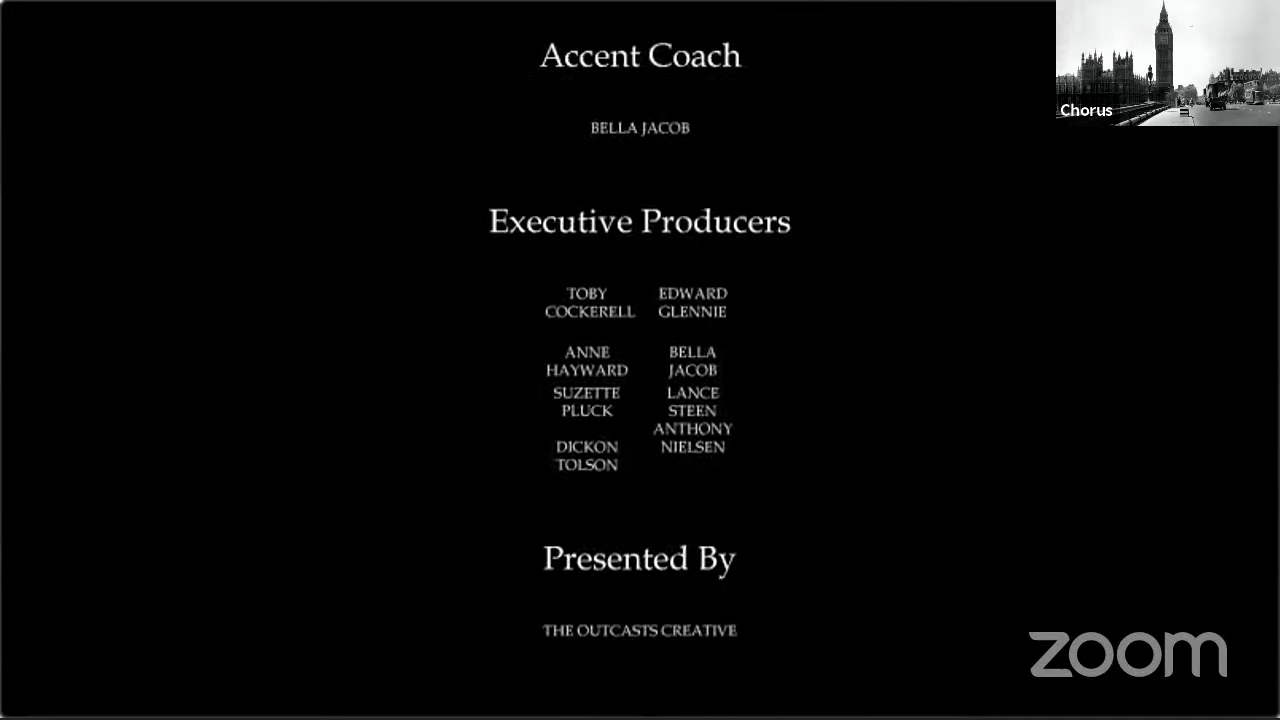 Accent Coach
Chorus
BELLA JACOB
Executive Producers
TOBY
COCKERELL
EDWARD
GLENNIE
ANNE
HAYWARD
BELLA
JACOB
SUZETTE
PLUCK
LANCE
STEEN
DICKON
TOLSON
ANTHONY
NIELSEN
Presented By
THE OUTCASTS CREATIVE
zoom